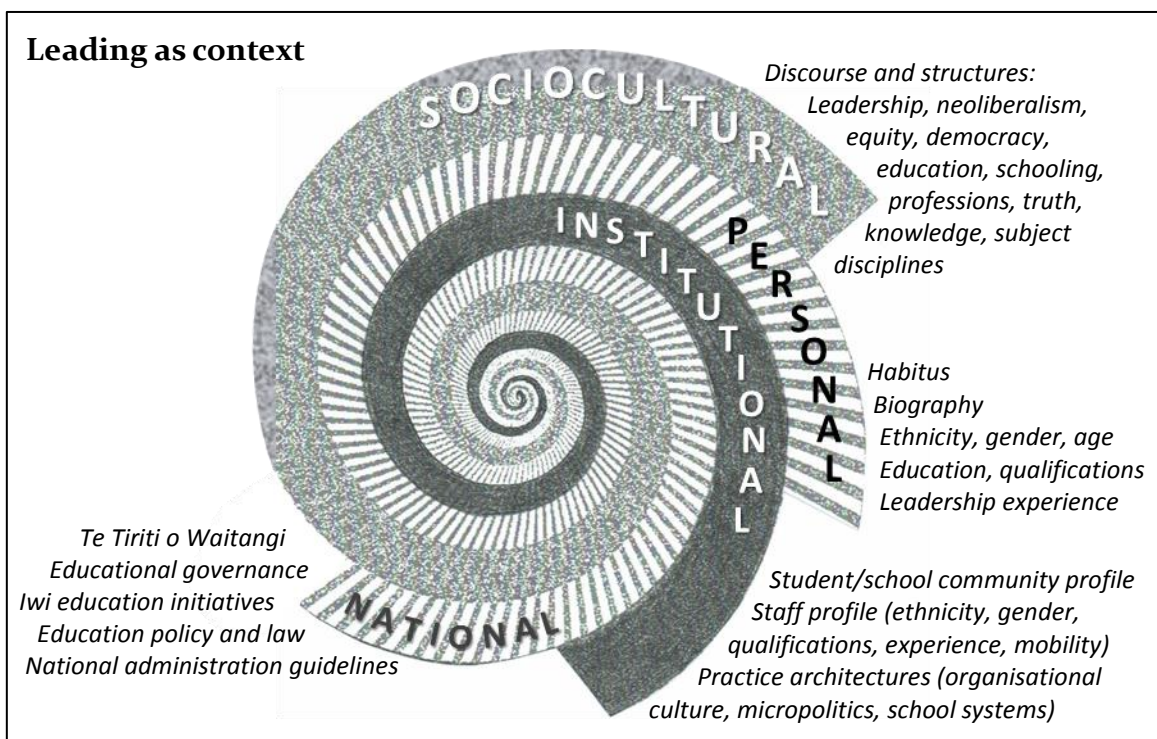 Leading as context
SOCIOCULTURAL
Discourse and structures:
Leadership, neoliberalism,
equity, democracy,
education, schooling,
professions, truth,
knowledge, subject
disciplines
PERSONAL
Habitus
Biography
Ethnicity, gender, age
Education, qualifications
Leadership experience
INSTITUTIONAL
Student/school community profile
Staff profile (ethnicity, gender,
qualifications, experience, mobility)
Practice architectures (organisational
culture, micropolitics, school systems)
NATIONAL
Te Tiriti o Waitangi
Educational governance
Iwi education initiatives
Education policy and law
National administration guidelines